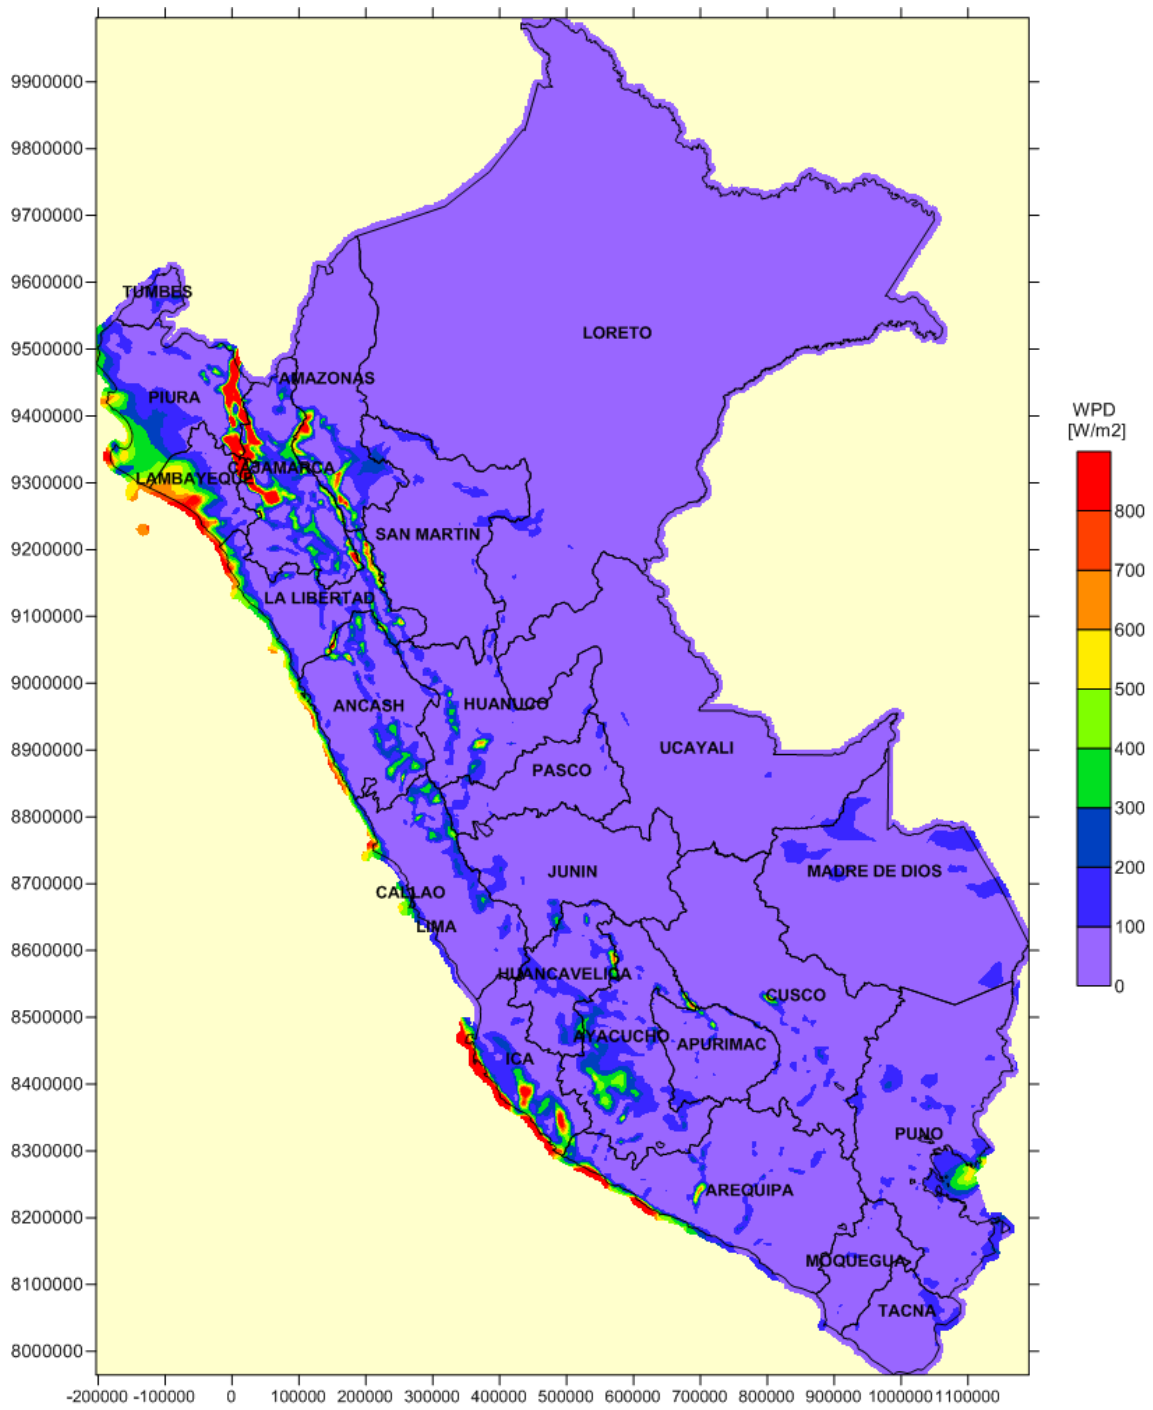 9900000
9800000
9700000
9600000
9500000
9400000
9300000
9200000
9100000
9000000
8900000
8800000
8700000
8600000
8500000
8400000
8300000
8200000
8100000
8000000
-200000 -100000 0 100000 200000 300000 400000 500000 600000 700000 800000 900000 1000000 1100000
TUMBES
LORETO
AMAZONAS
PIURA
CAJAMARCA
LAMBAYEQUE
SAN MARTIN
LA LIBERTAD
ANCASH
HUANUCO
UCAYALI
PASCO
JUNIN
MADRE DE DIOS
CALLAO
LIMA
HUANCAVELICA
CUSCO
AYACUCHO
APURIMAC
ICA
PUNO
AREQUIPA
MOQUEGUA
TACNA
WPD
[W/m2]
800
700
600
500
400
300
200
100
0